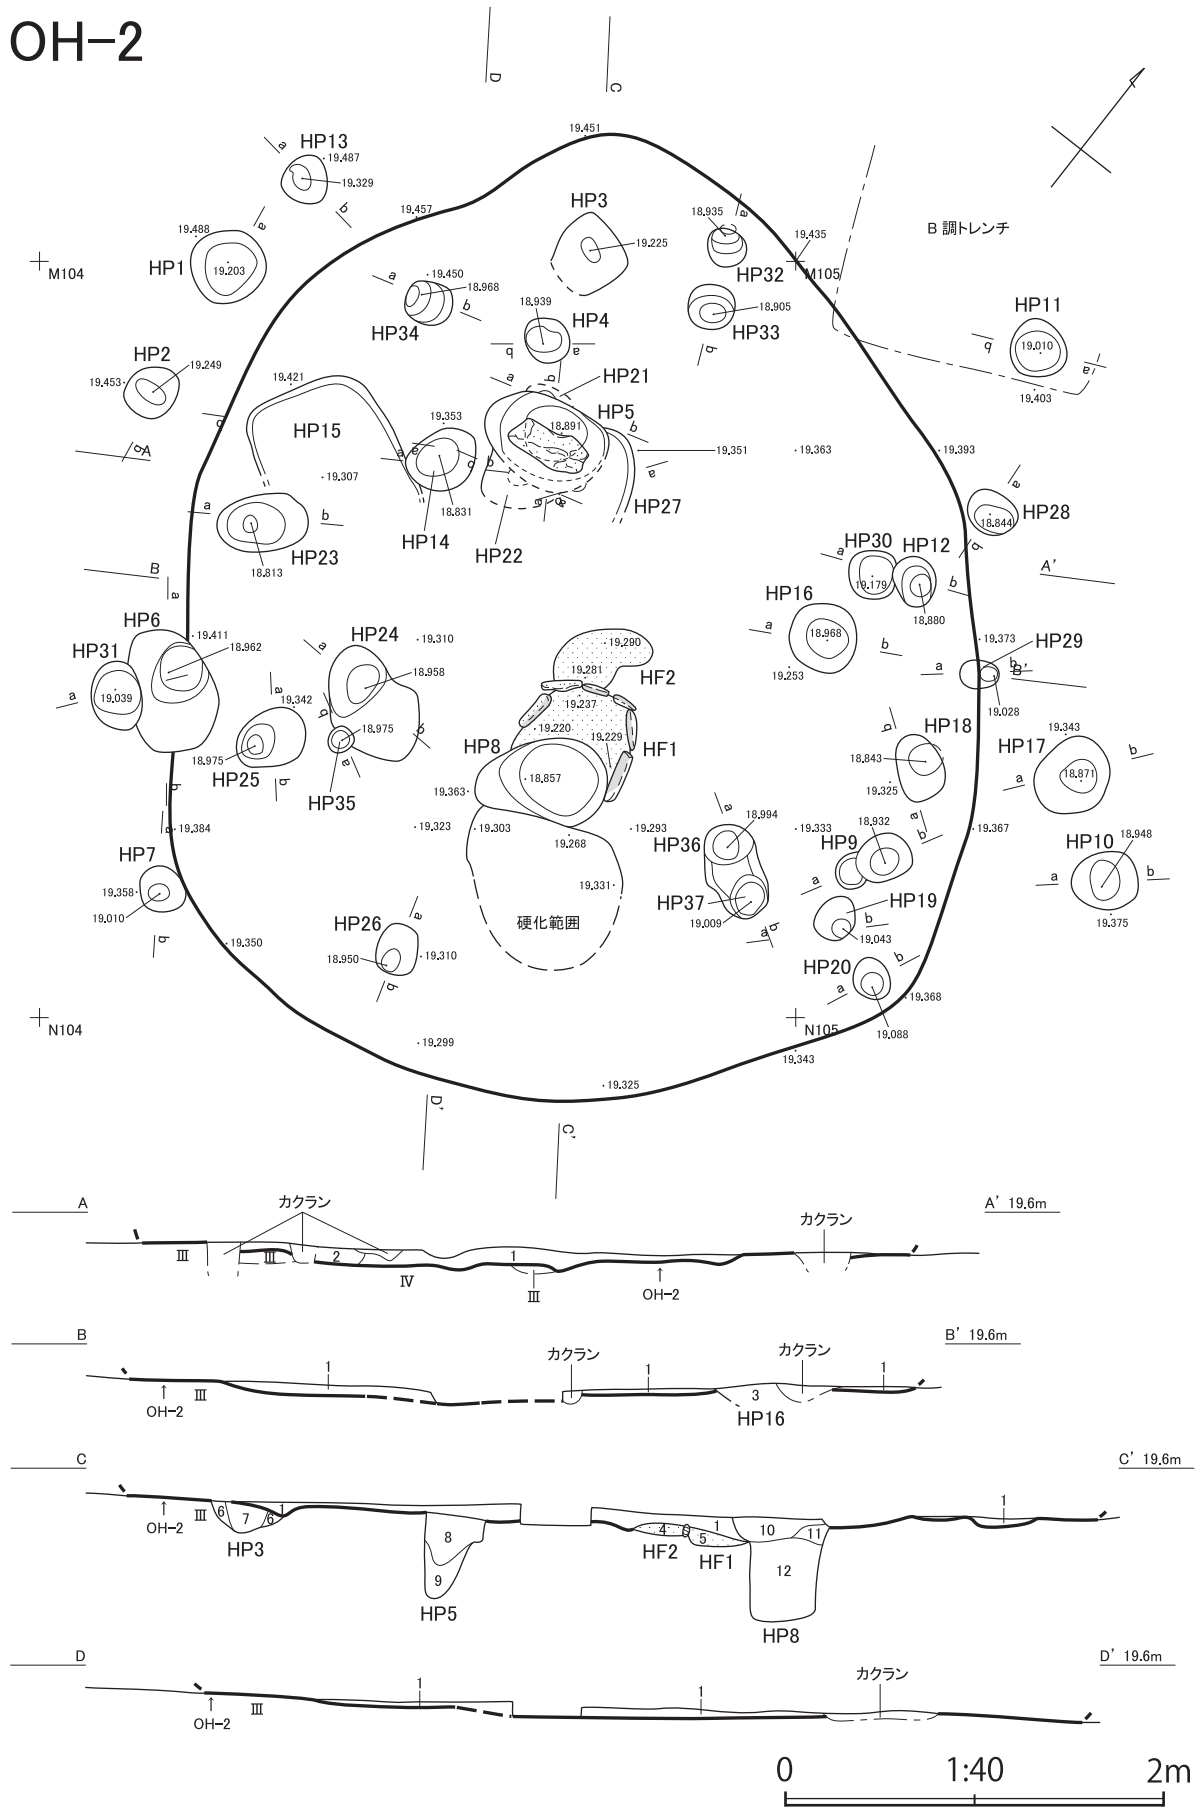 OH-2
D
C
19.451
HP13
a
19.487
19.329
b
19.457
HP3
19.225
18.935
a
HP32
19.435
M105
B 調トレンチ
19.488
a
M104
HP1
19.203
a
19.450
18.968
b
HP34
18.939
HP4
b
a
18.905
HP33
b
HP11
b
19.010
a
19.403
HP2
19.453
19.249
b
a
A
19.421
HP15
19.307
19.353
a
a
b
b
HP14
18.831
a
b
HP21
HP5
18.891
b
a
19.351
HP27
HP22
a
b
a
19.363
19.393
a
HP28
18.844
b
a
HP23
b
18.813
B
a
HP30
a
HP12
19.179
b
18.880
A'
HP16
a
18.968
b
19.253
HP6
19.411
18.962
HP31
19.039
a
HP24
a
19.310
18.958
b
b
19.290
19.281
HF2
19.237
19.220
19.229
HF1
HP8
18.857
19.363
19.373
HP29
a
b
B'
19.028
a
19.342
18.975
HP25
b
18.975
HP35
a
HP18
b
18.843
19.325
a
19.343
HP17
b
a
18.871
b
a
19.384
19.323
19.303
19.268
19.293
a
HP36
18.994
19.333
HP9
18.932
b
a
19.367
HP10
18.948
a
b
19.375
HP7
19.358
19.010
b
19.350
HP26
a
18.950
19.310
b
19.331
硬化範囲
HP37
19.009
b
a
HP19
b
19.043
HP20
b
a
19.368
19.088
N104
N105
19.343
19.299
19.325
D'
C'
A
カクラン
カクラン
A' 19.6m
Ⅲ
Ⅲ
2
1
Ⅳ
Ⅲ
↑
OH-2
B
B' 19.6m
1
カクラン
1
カクラン
1
↑
OH-2
Ⅲ
3
HP16
C
C' 19.6m
↑
OH-2
Ⅲ
6
7
6
1
HP3
8
9
HP5
4
HF2
5
1
HF1
10
11
12
HP8
1
D
D' 19.6m
↑
OH-2
Ⅲ
1
1
カクラン
0
1:40
2m